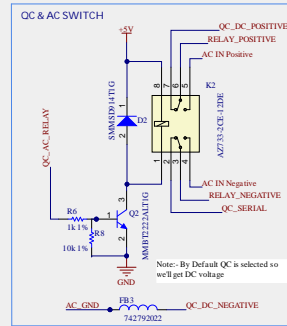 QC & AC SWITCH
+5V
QC_DC_POSITIVE
RELAY_POSITIVE
AC IN Positive
8
7
6
5
K2
AZ733-2CE-12DE
SMMSD914T1G
1
D2
2
1
2
3
4
QC_AC_RELAY
AC IN Negative
RELAY_NEGATIVE
QC_SERIAL
3
Q2
R6
1
1k 1%
R8
MMBT2222ALT1G
2
10k 1%
GND
Note:- By Default QC is selected so
we'll get DC voltage
AC_GND
FB3
QC_DC_NEGATIVE
742792022